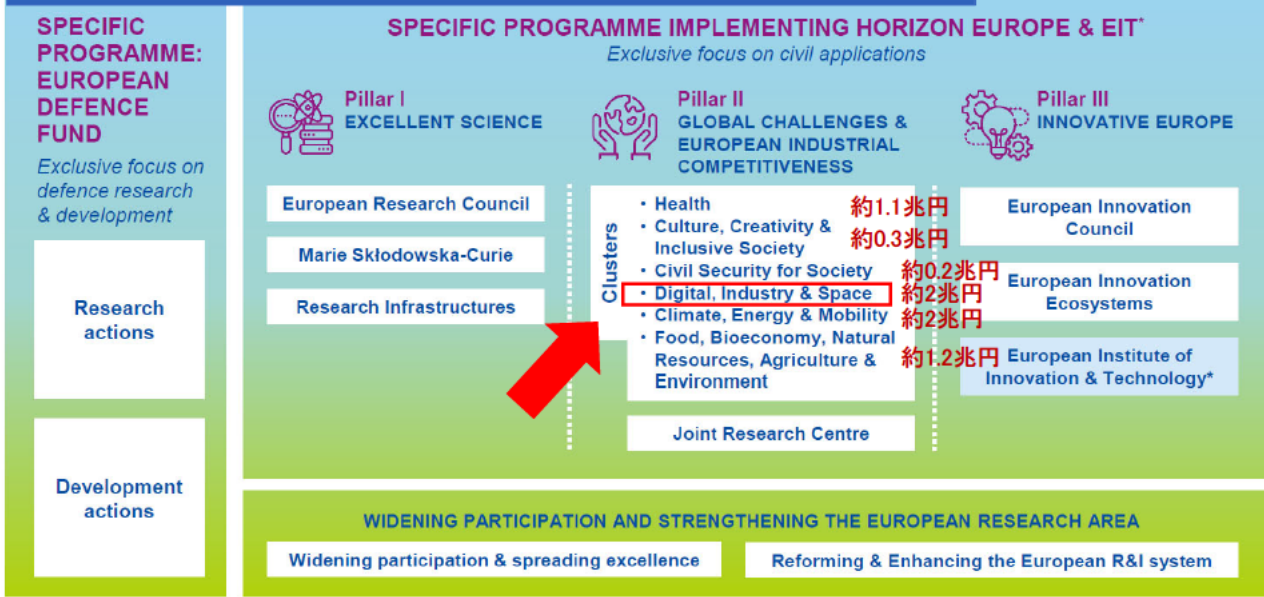 SPECIFIC
PROGRAMME:
EUROPEAN
DEFENCE
FUND
Exclusive focus on
defence research
& development
Research
actions
Development
actions
SPECIFIC PROGRAMME IMPLEMENTING HORIZON EUROPE & EIT*
Exclusive focus on civil applications
Pillar I
EXCELLENT SCIENCE
European Research Council
Marie Skłodowska-Curie
Research Infrastructures
Pillar II
GLOBAL CHALLENGES &
EUROPEAN INDUSTRIAL
COMPETITIVENESS
Clusters
• Health 約1.1兆円
• Culture, Creativity &
Inclusive Society 約0.3兆円
• Civil Security for Society 約0.2兆円
• Digital, Industry & Space 約2兆円
• Climate, Energy & Mobility 約2兆円
• Food, Bioeconomy, Natural
Resources, Agriculture & 約1.2兆円
Environment
Joint Research Centre
Pillar III
INNOVATIVE EUROPE
European Innovation
Council
European Innovation
Ecosystems
European Institute of
Innovation & Technology*
WIDENING PARTICIPATION AND STRENGTHENING THE EUROPEAN RESEARCH AREA
Widening participation & spreading excellence
Reforming & Enhancing the European R&I system